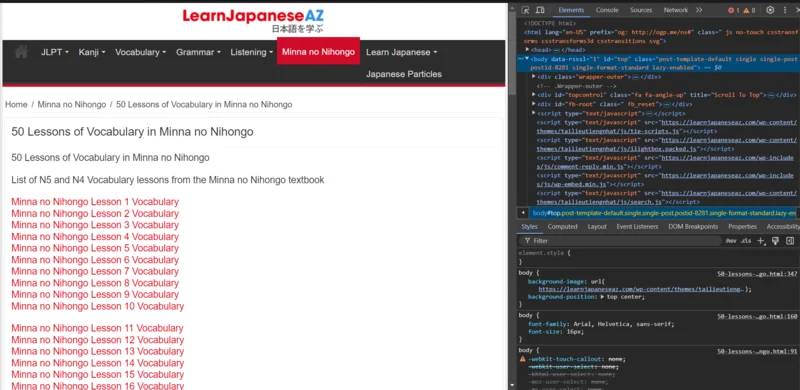 LearnJapaneseAZ
日本語を学ぶ
JLPT Kanji Vocabulary Grammar Listening Minna no Nihongo Learn Japanese
Japanese Particles
Home / Minna no Nihongo / 50 Lessons of Vocabulary in Minna no Nihongo
50 Lessons of Vocabulary in Minna no Nihongo
50 Lessons of Vocabulary in Minna no Nihongo
List of N5 and N4 Vocabulary lessons from the Minna no Nihongo textbook
Minna no Nihongo Lesson 1 Vocabulary
Minna no Nihongo Lesson 2 Vocabulary
Minna no Nihongo Lesson 3 Vocabulary
Minna no Nihongo Lesson 4 Vocabulary
Minna no Nihongo Lesson 5 Vocabulary
Minna no Nihongo Lesson 6 Vocabulary
Minna no Nihongo Lesson 7 Vocabulary
Minna no Nihongo Lesson 8 Vocabulary
Minna no Nihongo Lesson 9 Vocabulary
Minna no Nihongo Lesson 10 Vocabulary
Minna no Nihongo Lesson 11 Vocabulary
Minna no Nihongo Lesson 12 Vocabulary
Minna no Nihongo Lesson 13 Vocabulary
Minna no Nihongo Lesson 14 Vocabulary
Minna no Nihongo Lesson 15 Vocabulary
Minna no Nihongo Lesson 16 Vocabulary
Elements Console Sources Network » 1 8
<!DOCTYPE html>
<html lang="en-US" prefix="og: http://ogp.me/ns#" class=" js no-touch csstransf
orms csstransforms3d csstransitions svg">
<head>⋯</head>
<body data-rsssl="1" id="top" class="post-template-default single single-post
postid-8281 single-format-standard lazy-enabled"> == $0
<div class="wrapper-outer">⋯</div>
<!-- .Wrapper-outer -->
<div id="topcontrol" class="fa fa-angle-up" title="Scroll To Top">⋯</div>
<div id="fb-root" class=" fb_reset">⋯</div>
<script type="text/javascript">⋯</script>
<script type="text/javascript" src="https://learnjapaneseaz.com/wp-content/
themes/tailieutiengnhat/js/tie-scripts.js"></script>
<script type="text/javascript" src="https://learnjapaneseaz.com/wp-content/
themes/tailieutiengnhat/js/ilightbox.packed.js"></script>
<script type="text/javascript" src="https://learnjapaneseaz.com/wp-include
s/js/comment-reply.min.js"></script>
<script type="text/javascript" src="https://learnjapaneseaz.com/wp-include
s/js/wp-embed.min.js"></script>
<script type="text/javascript" src="https://learnjapaneseaz.com/wp-content/
themes/tailieutiengnhat/js/search.js"></script>
body#top.post-template-default.single.single-post.postid-8281.single-format-standard.lazy-en
Styles Computed Layout Event Listeners DOM Breakpoints Properties Accessibility
Filter :hov .cls
element.style {
}
body { 50-lessons-…go.html:347
background-image: url(
https://learnjapaneseaz.com/wp-content/themes/tailieutieng…);
background-position: top center;
}
body { 50-lessons-…go.html:160
font-family: Arial, Helvetica, sans-serif;
font-size: 16px;
}
body { 50-lessons-…ngo.html:91
-webkit-touch-callout: none;
-webkit-user-select: none;
-khtml-user-select: none;
-moz-user-select: none;